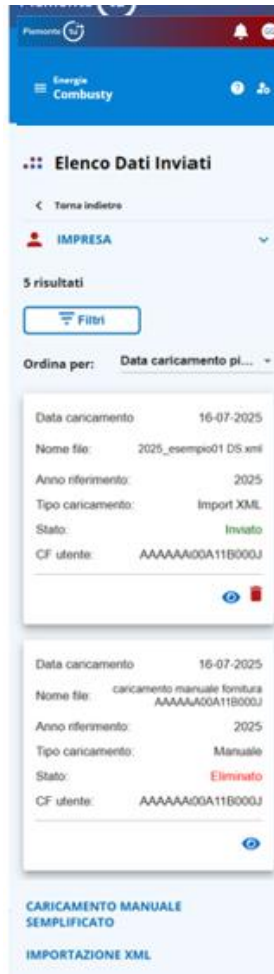 Piemonte tu
Energia
Combusty
Elenco Dati Inviati
Torna indietro
IMPRESA
5 risultati
Filtri
Ordina per: Data caricamento pi...
Data caricamento 16-07-2025
Nome file: 2025_esempio01 DS.xml
Anno riferimento: 2025
Tipo caricamento: Import XML
Stato: Inviato
CF utente: AAAAAA00A11B000J
Data caricamento 16-07-2025
Nome file: caricamento manuale fornitura
AAAAAA00A11B000J
Anno riferimento: 2025
Tipo caricamento: Manuale
Stato: Eliminato
CF utente: AAAAAA00A11B000J
CARICAMENTO MANUALE
SEMPLIFICATO
IMPORTAZIONE XML